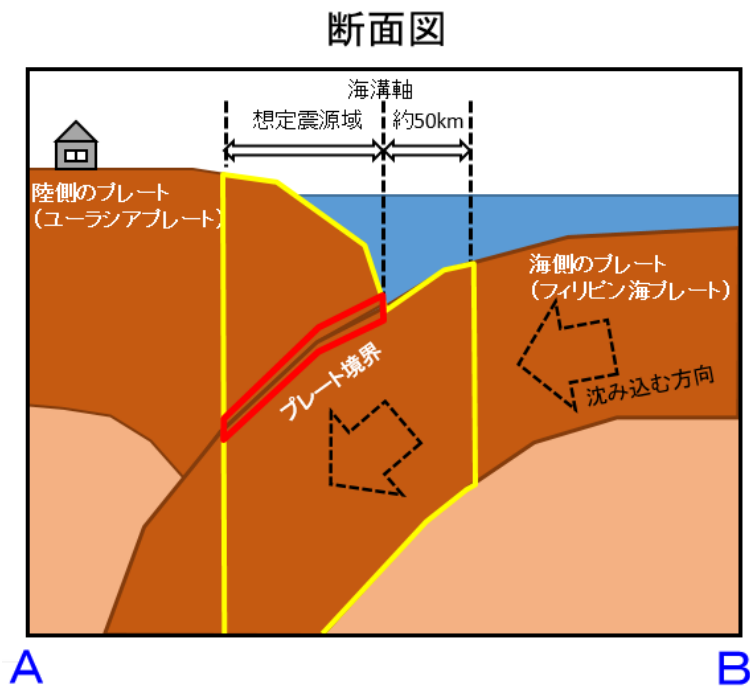 断面図
海溝軸
想定震源域
約50km
陸側のプレート
(ユーラシアプレート)
海側のプレート
(フィリピン海プレート)
プレート境界
沈み込む方向
A
B